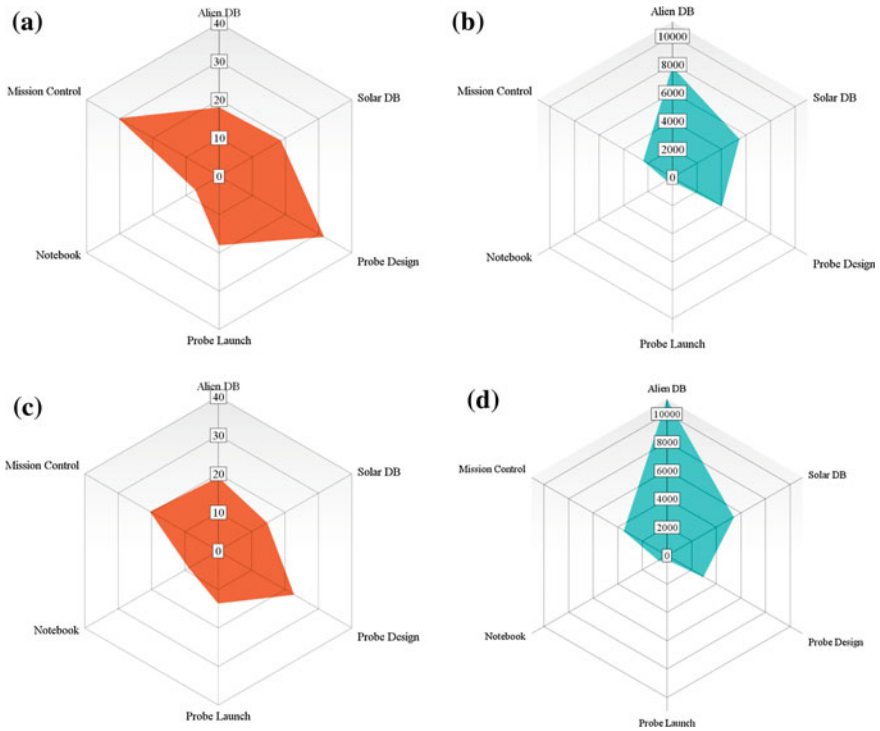 (a)
Alien DB
40
30
20
10
0
Mission Control
Solar DB
Notebook
Probe Design
Probe Launch
(b)
Alien DB
10000
8000
6000
4000
2000
0
Mission Control
Solar DB
Notebook
Probe Design
Probe Launch
(c)
Alien DB
40
30
20
10
0
Mission Control
Solar DB
Notebook
Probe Design
Probe Launch
(d)
Alien DB
10000
8000
6000
4000
2000
0
Mission Control
Solar DB
Notebook
Probe Design
Probe Launch